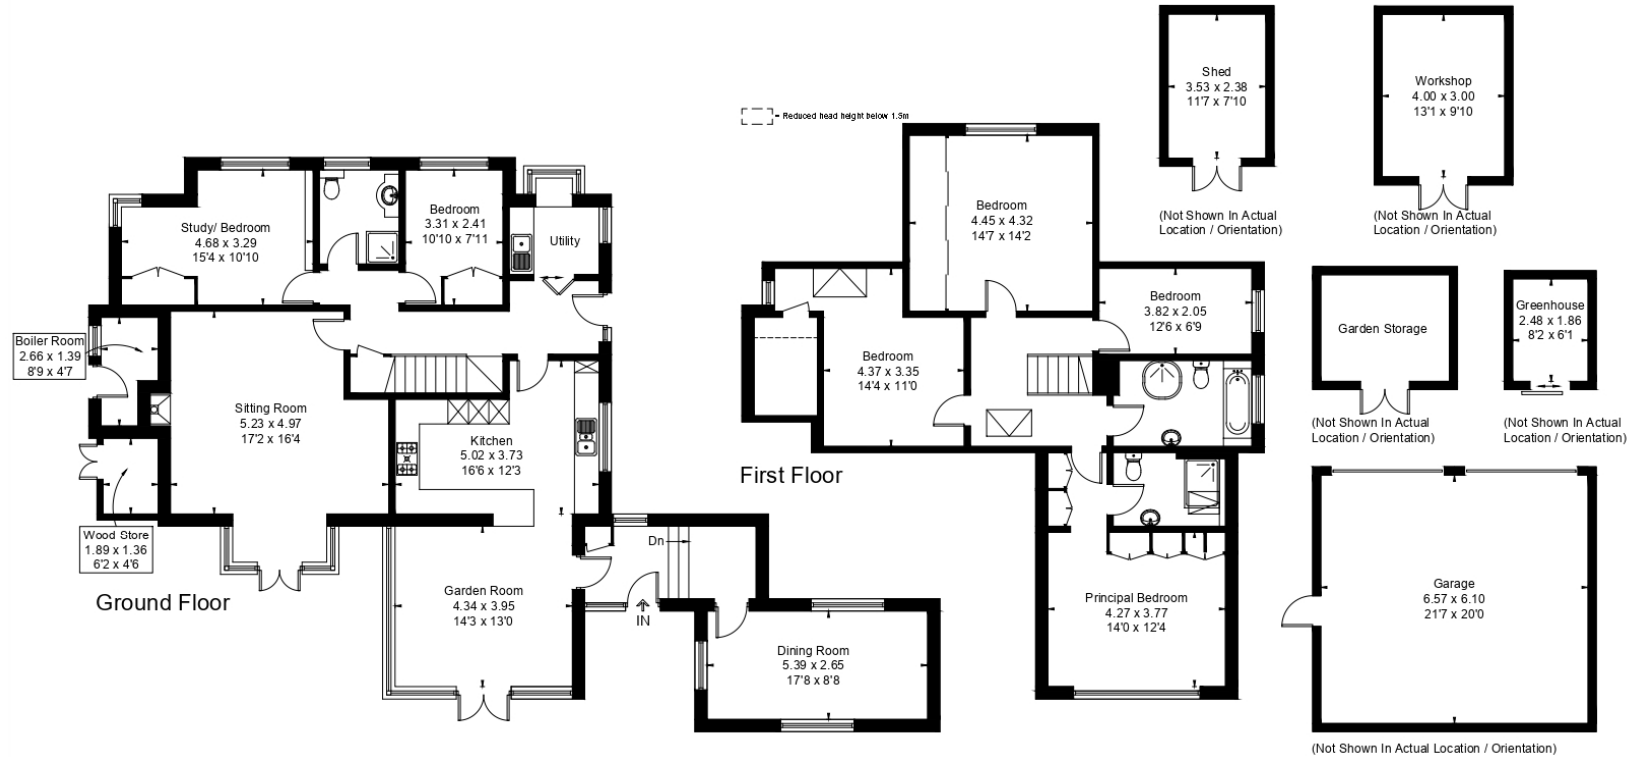 Shed
3.53 x 2.38
11'7 x 7'10
(Not Shown In Actual
Location / Orientation)
Workshop
4.00 x 3.00
13'1 x 9'10
(Not Shown In Actual
Location / Orientation)
= Reduced head height below 1.5m
Study/ Bedroom
4.68 x 3.29
15'4 x 10'10
Bedroom
3.31 x 2.41
10'10 x 7'11
Utility
Boiler Room
2.66 x 1.39
8'9 x 4'7
Sitting Room
5.23 x 4.97
17'2 x 16'4
Kitchen
5.02 x 3.73
16'6 x 12'3
Wood Store
1.89 x 1.36
6'2 x 4'6
Ground Floor
Garden Room
4.34 x 3.95
14'3 x 13'0
Dn
IN
Dining Room
5.39 x 2.65
17'8 x 8'8
Bedroom
4.45 x 4.32
14'7 x 14'2
Bedroom
3.82 x 2.05
12'6 x 6'9
Bedroom
4.37 x 3.35
14'4 x 11'0
First Floor
Principal Bedroom
4.27 x 3.77
14'0 x 12'4
Garden Storage
(Not Shown In Actual
Location / Orientation)
Greenhouse
2.48 x 1.86
8'2 x 6'1
(Not Shown In Actual
Location / Orientation)
Garage
6.57 x 6.10
21'7 x 20'0
(Not Shown In Actual Location / Orientation)